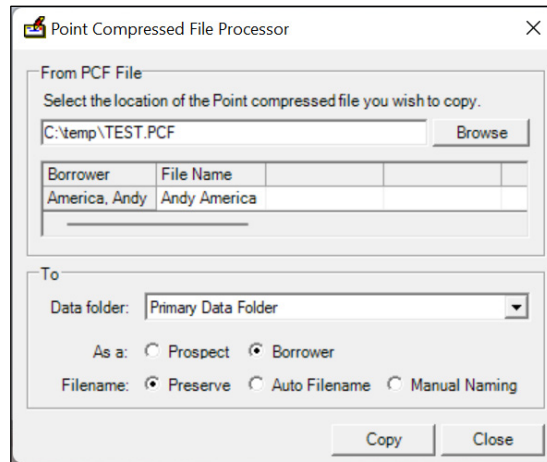 Point Compressed File Processor
From PCF File
Select the location of the Point compressed file you wish to copy.
C:\temp\TEST.PCF Browse
Borrower File Name
America, Andy Andy America
To
Data folder: Primary Data Folder
As a: Prospect Borrower
Filename: Preserve Auto Filename Manual Naming
Copy Close